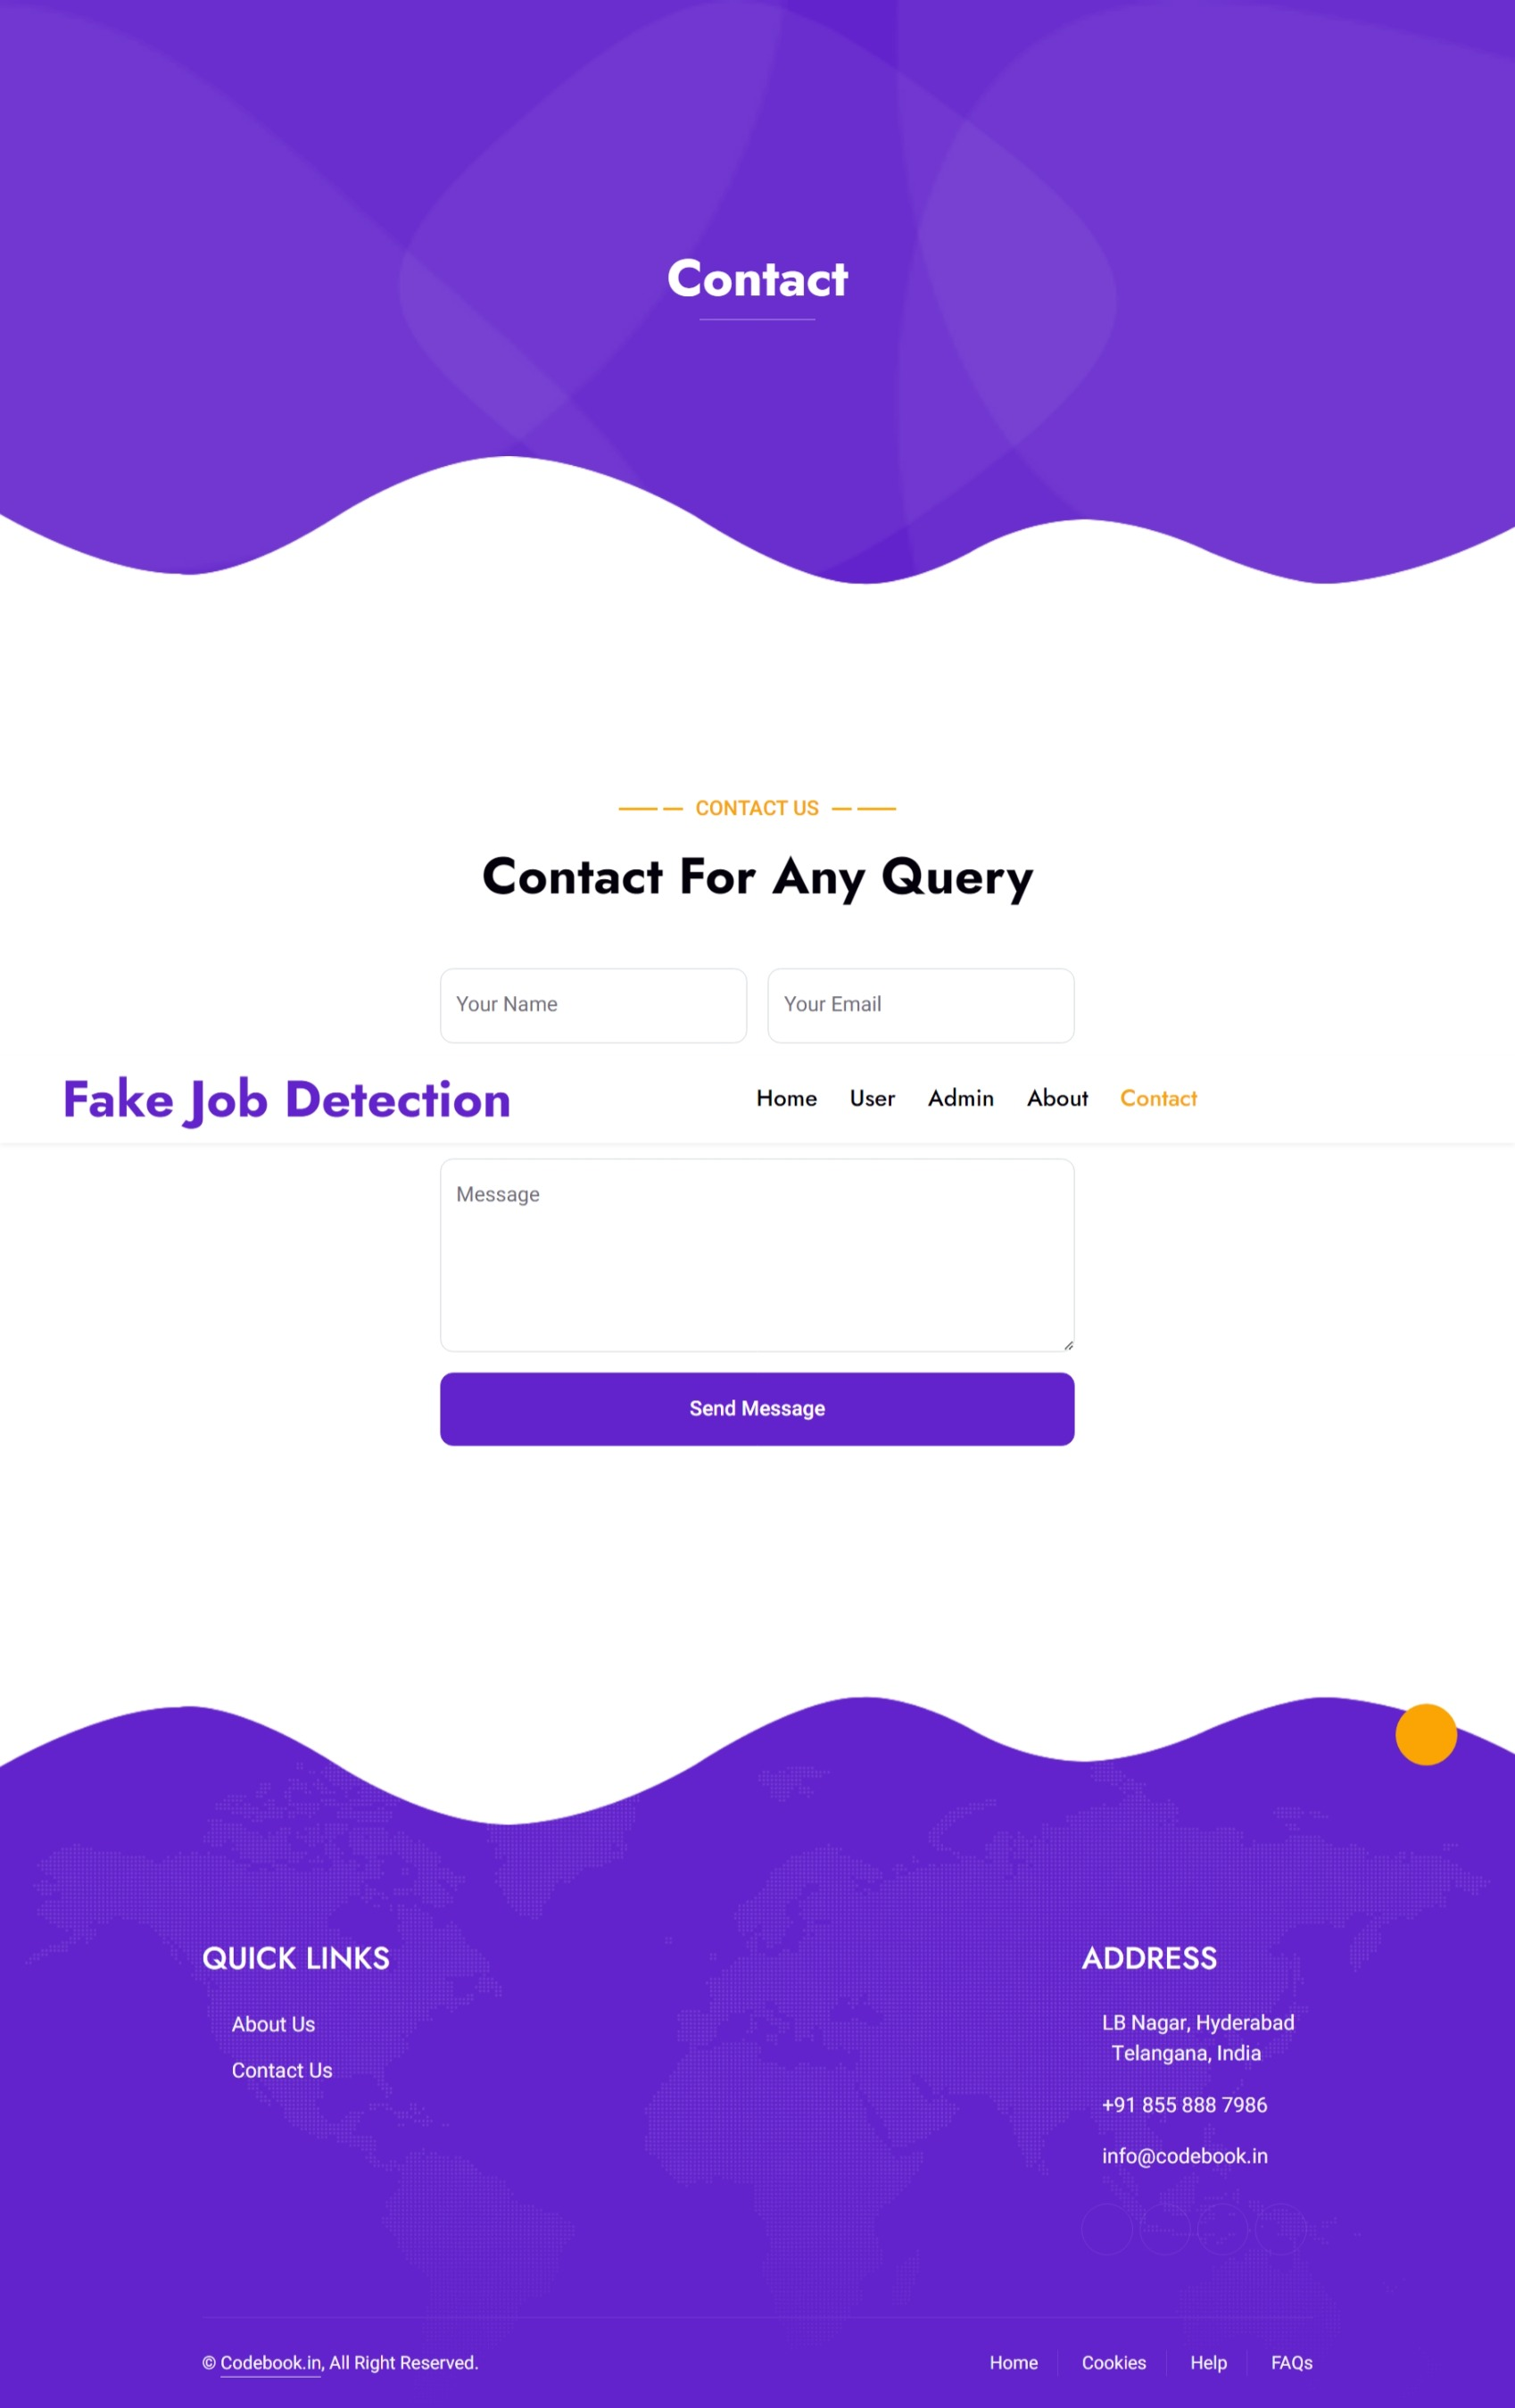 Contact
CONTACT US
Contact For Any Query
Your Name
Your Email
Fake Job Detection
Home
User
Admin
About
Contact
Message
Send Message
QUICK LINKS
About Us
Contact Us
ADDRESS
LB Nagar, Hyderabad
Telangana, India
+91 855 888 7986
info@codebook.in
© Codebook.in, All Right Reserved.
Home
Cookies
Help
FAQs